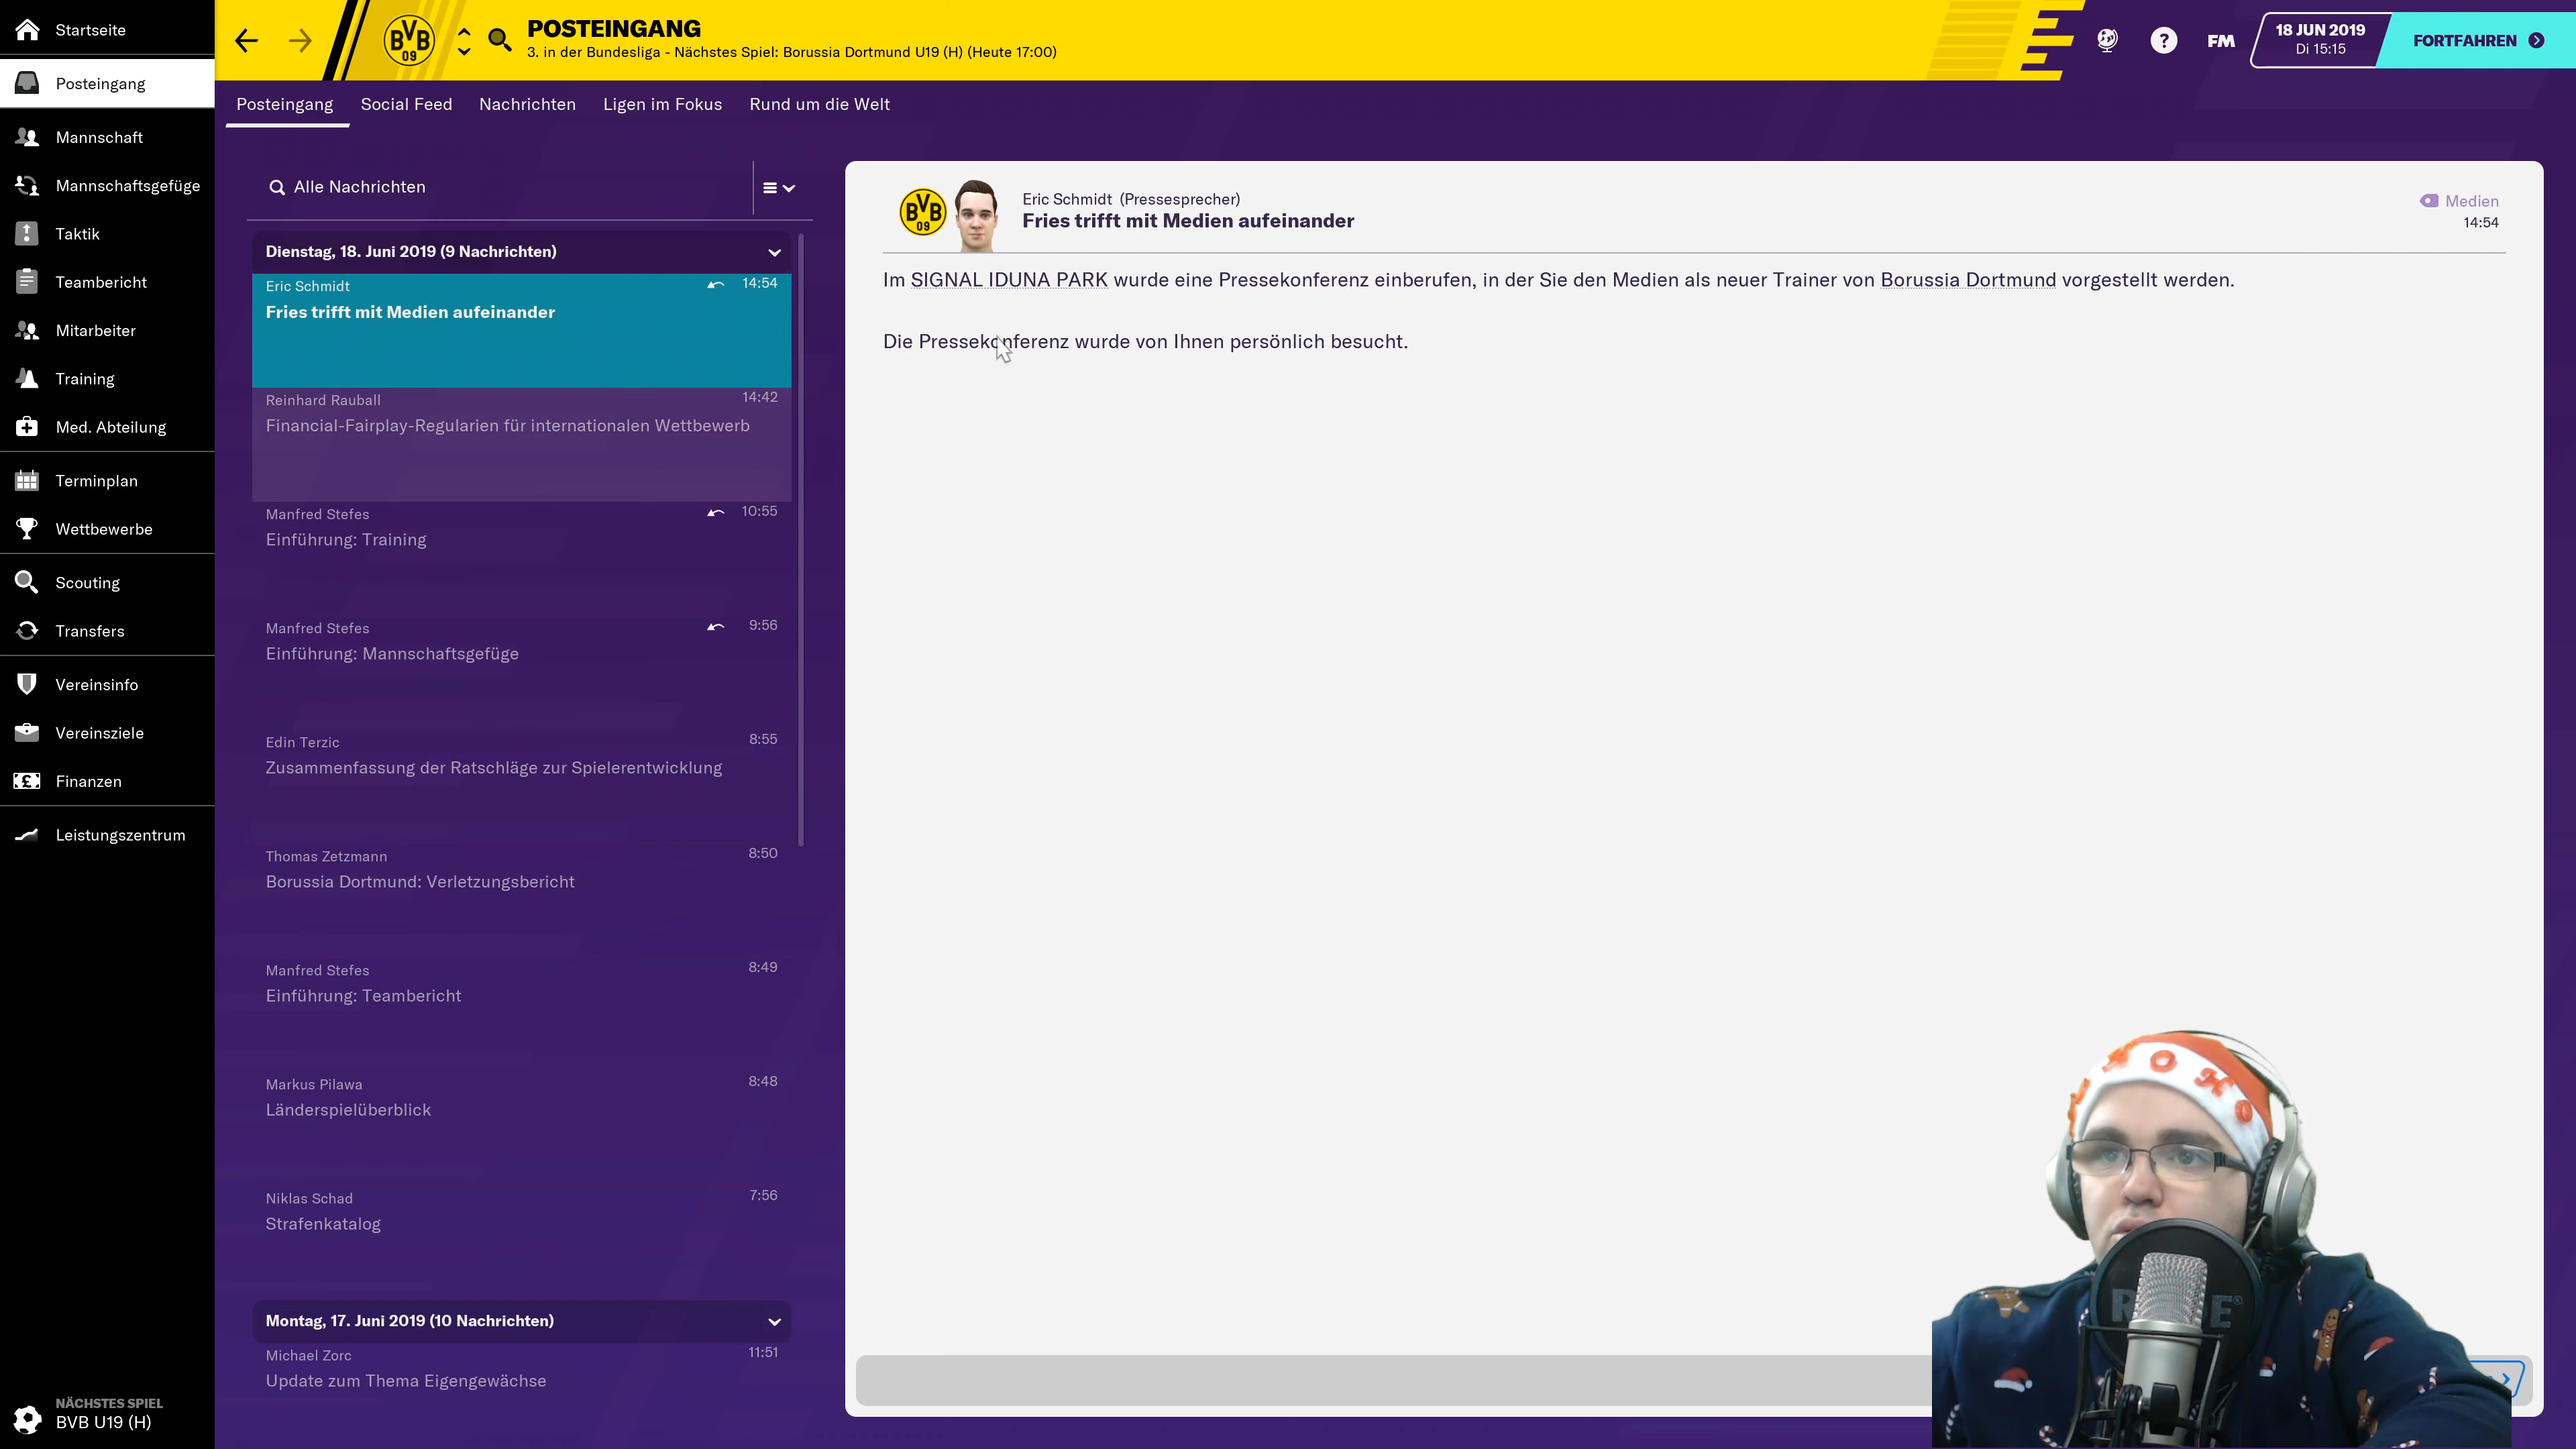 Startseite
Posteingang
Mannschaft
Mannschaftsgefüge
Taktik
Teambericht
Mitarbeiter
Training
Med. Abteilung
Terminplan
Wettbewerbe
Scouting
Transfers
Vereinsinfo
Vereinsziele
Finanzen
Leistungszentrum
NÄCHSTES SPIEL
BVB U19 (H)
BVB
09
POSTEINGANG
3. in der Bundesliga - Nächstes Spiel: Borussia Dortmund U19 (H) (Heute 17:00)
?
FM
18 JUN 2019
Di 15:15
FORTFAHREN
Posteingang Social Feed Nachrichten Ligen im Fokus Rund um die Welt
Alle Nachrichten
Dienstag, 18. Juni 2019 (9 Nachrichten)
Eric Schmidt 14:54
Fries trifft mit Medien aufeinander
Reinhard Rauball 14:42
Financial-Fairplay-Regularien für internationalen Wettbewerb
Manfred Stefes 10:55
Einführung: Training
Manfred Stefes 9:56
Einführung: Mannschaftsgefüge
Edin Terzic 8:55
Zusammenfassung der Ratschläge zur Spielerentwicklung
Thomas Zetzmann 8:50
Borussia Dortmund: Verletzungsbericht
Manfred Stefes 8:49
Einführung: Teambericht
Markus Pilawa 8:48
Länderspielüberblick
Niklas Schad 7:56
Strafenkatalog
Montag, 17. Juni 2019 (10 Nachrichten)
Michael Zorc 11:51
Update zum Thema Eigengewächse
BVB
09
Eric Schmidt (Pressesprecher)
Fries trifft mit Medien aufeinander
Medien
14:54
Im SIGNAL IDUNA PARK wurde eine Pressekonferenz einberufen, in der Sie den Medien als neuer Trainer von Borussia Dortmund vorgestellt werden.
Die Pressekonferenz wurde von Ihnen persönlich besucht.